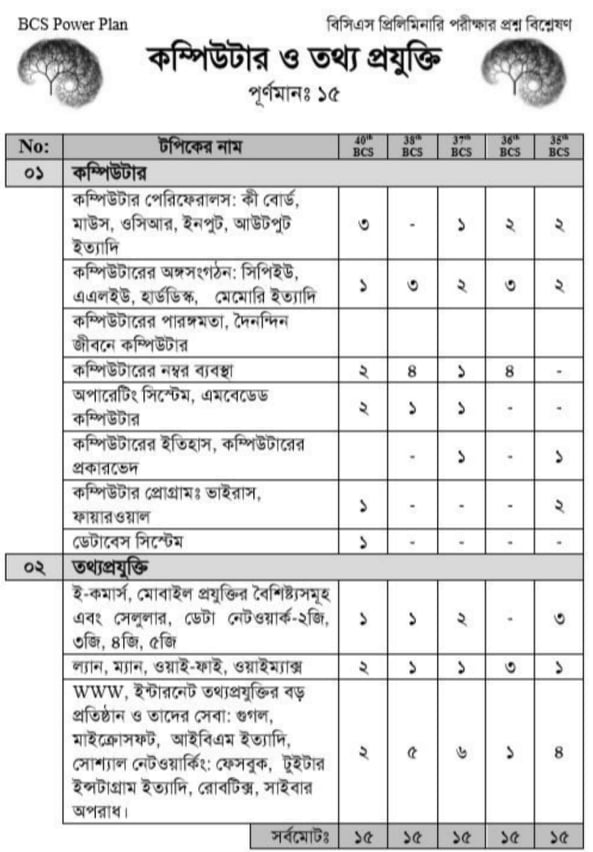 BCS Power Plan
বিসিএস প্রিলিমিনারি পরীক্ষার প্রশ্ন বিশ্লেষণ
কম্পিউটার ও তথ্য প্রযুক্তি
পূর্ণমানঃ ১৫
No: টপিকের নাম 40th BCS 38th BCS 37th BCS 36th BCS 35th BCS
০১ কম্পিউটার
কম্পিউটার পেরিফেরালস: কী বোর্ড,
মাউস, ওসিআর, ইনপুট, আউটপুট ৩ - ১ ২ ২
ইত্যাদি
কম্পিউটারের অঙ্গসংগঠন: সিপিইউ,
এএলইউ, হার্ডডিস্ক, মেমোরি ইত্যাদি ১ ৩ ২ ৩ ২
কম্পিউটারের পারঙ্গমতা, দৈনন্দিন
জীবনে কম্পিউটার
কম্পিউটারের নম্বর ব্যবস্থা ২ ৪ ১ ৪ -
অপারেটিং সিস্টেম, এমবেডেড
কম্পিউটার ২ ১ ১ - -
কম্পিউটারের ইতিহাস, কম্পিউটারের
প্রকারভেদ - ১ - ১
কম্পিউটার প্রোগ্রামঃ ভাইরাস,
ফায়ারওয়াল ১ - - - ২
ডেটাবেস সিস্টেম ১ - - - -
০২ তথ্যপ্রযুক্তি
ই-কমার্স, মোবাইল প্রযুক্তির বৈশিষ্ট্যসমূহ
এবং সেলুলার, ডেটা নেটওয়ার্ক-২জি, ১ ১ ২ - ৩
৩জি, ৪জি, ৫জি
ল্যান, ম্যান, ওয়াই-ফাই, ওয়াইম্যাক্স ২ ১ ১ ৩ ১
WWW, ইন্টারনেট তথ্যপ্রযুক্তির বড়
প্রতিষ্ঠান ও তাদের সেবা: গুগল,
মাইক্রোসফট, আইবিএম ইত্যাদি,
সোশ্যাল নেটওয়ার্কিং: ফেসবুক, টুইটার ২ ৫ ৬ ১ ৪
ইন্সটাগ্রাম ইত্যাদি, রোবটিক্স, সাইবার
অপরাধ।
সর্বমোটঃ ১৫ ১৫ ১৫ ১৫ ১৫